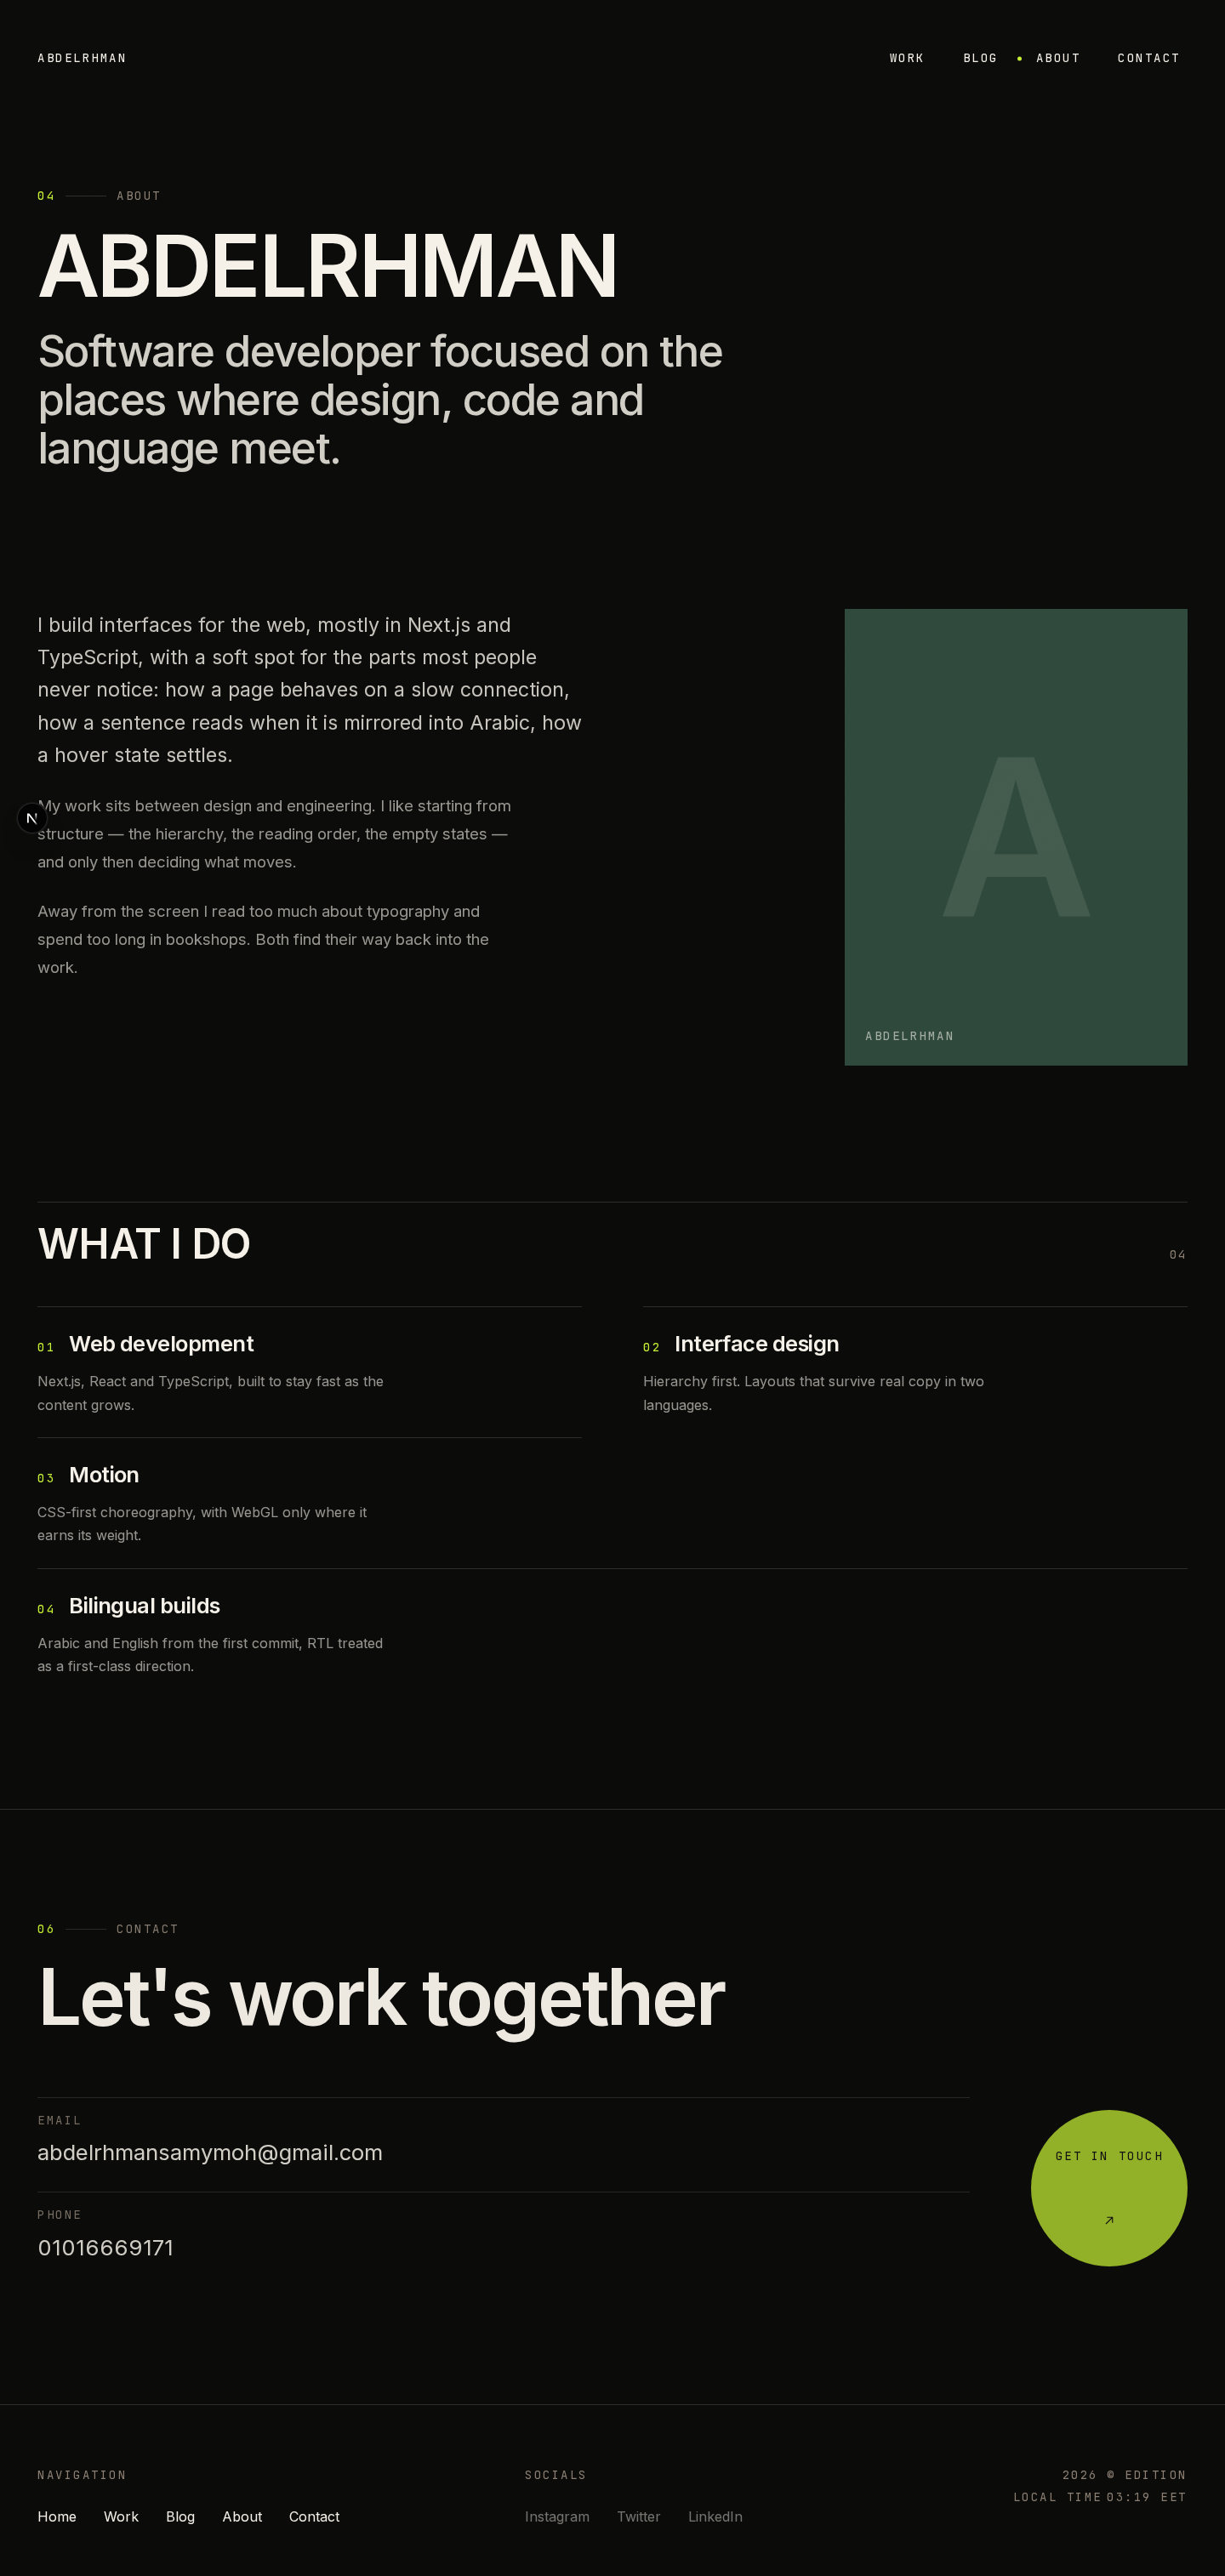 ABDELRHMAN
WORK BLOG ABOUT CONTACT
04 ABOUT
ABDELRHMAN
Software developer focused on the
places where design, code and
language meet.
I build interfaces for the web, mostly in Next.js and
TypeScript, with a soft spot for the parts most people
never notice: how a page behaves on a slow connection,
how a sentence reads when it is mirrored into Arabic, how
a hover state settles.
My work sits between design and engineering. I like starting from
structure — the hierarchy, the reading order, the empty states —
and only then deciding what moves.
Away from the screen I read too much about typography and
spend too long in bookshops. Both find their way back into the
work.
N
A
ABDELRHMAN
WHAT I DO
04
01 Web development
Next.js, React and TypeScript, built to stay fast as the
content grows.
02 Interface design
Hierarchy first. Layouts that survive real copy in two
languages.
03 Motion
CSS-first choreography, with WebGL only where it
earns its weight.
04 Bilingual builds
Arabic and English from the first commit, RTL treated
as a first-class direction.
06 CONTACT
Let's work together
EMAIL
abdelrhmansamymoh@gmail.com
PHONE
01016669171
GET IN TOUCH
↗
NAVIGATION
Home Work Blog About Contact
SOCIALS
Instagram Twitter LinkedIn
2026 © EDITION
LOCAL TIME 03:19 EET